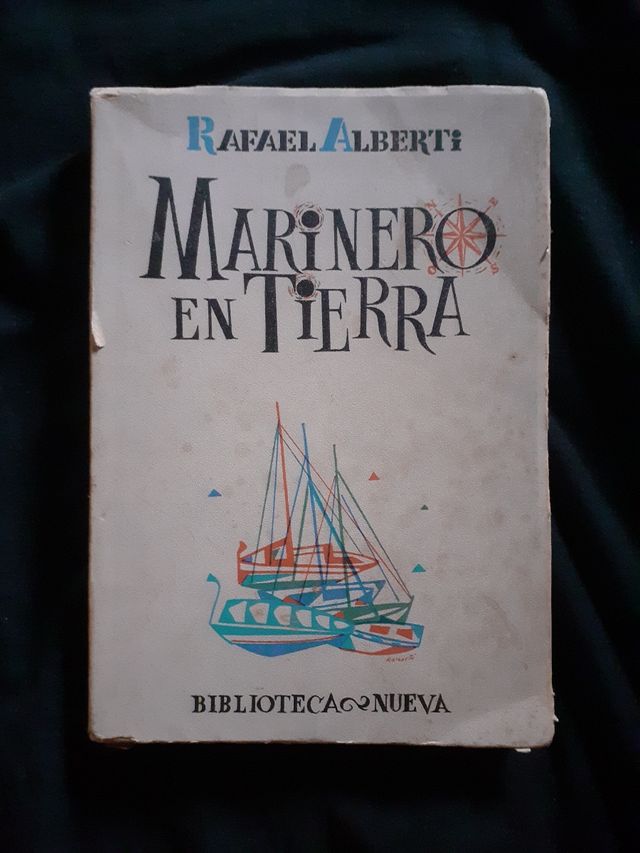 RAFAEL ALBERTi
MARiNERO
EN TiERRA
BIBLIOTECA NUEVA